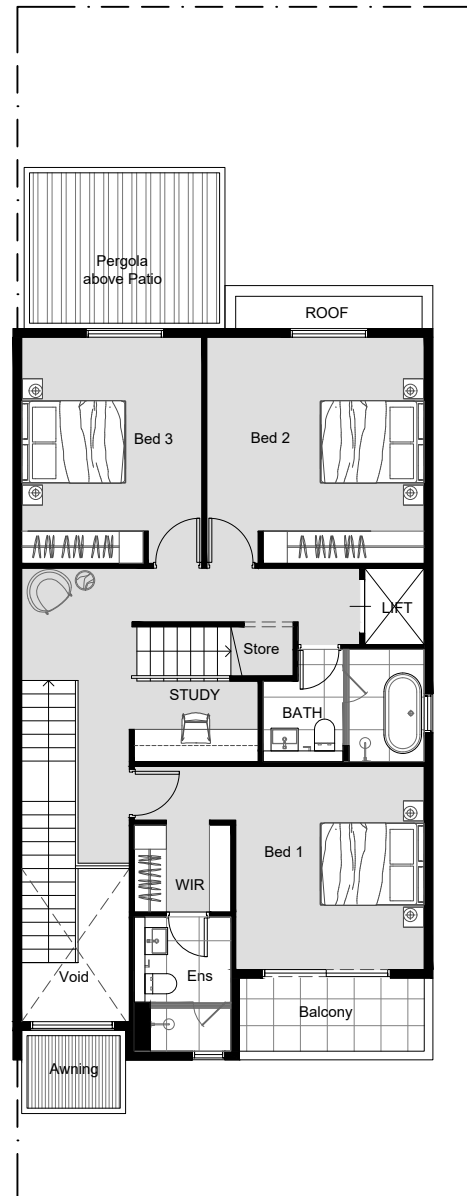 Pergola
above Patio
ROOF
Bed 3
Bed 2
LIFT
Store
STUDY
BATH
Bed 1
WIR
Ens
Void
Balcony
Awning